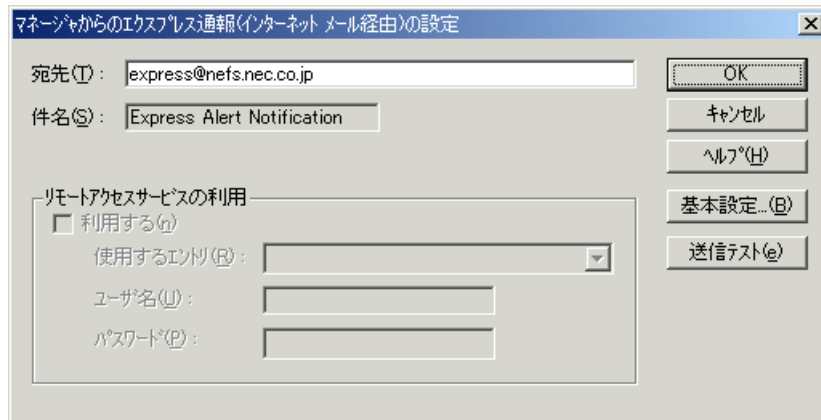 ﾏﾈｰｼﾞｬからのｴｸｽﾌﾟﾚｽ通報(ｲﾝﾀｰﾈｯﾄ ﾒｰﾙ経由)の設定
宛先(T)： express@nefs.nec.co.jp
件名(S)： Express Alert Notification
OK
ｷｬﾝｾﾙ
ﾍﾙﾌﾟ(H)
基本設定...(B)
送信ﾃｽﾄ(e)
ﾘﾓｰﾄｱｸｾｽｻｰﾋﾞｽの利用
利用する(n)
使用するｴﾝﾄﾘ(R)：
ﾕｰｻﾞ名(U)：
ﾊﾟｽﾜｰﾄﾞ(P)：